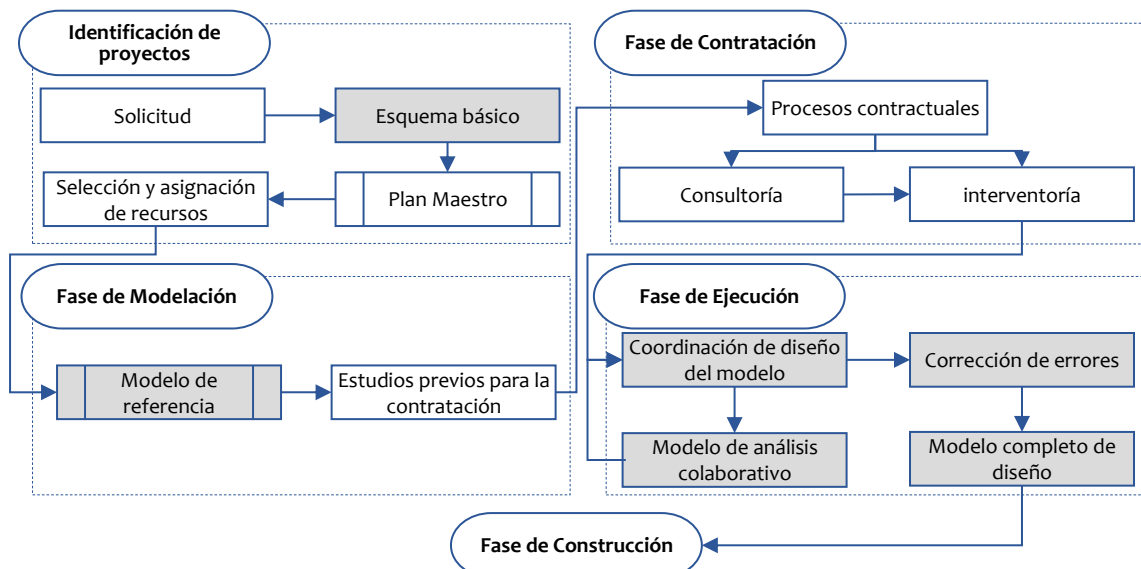 Identificación de
proyectos
Solicitud
Esquema básico
Selección y asignación
de recursos
Plan Maestro
Fase de Contratación
Procesos contractuales
Consultoría
interventoría
Fase de Modelación
Modelo de
referencia
Estudios previos para la
contratación
Fase de Ejecución
Coordinación de diseño
del modelo
Corrección de errores
Modelo de análisis
colaborativo
Modelo completo de
diseño
Fase de Construcción